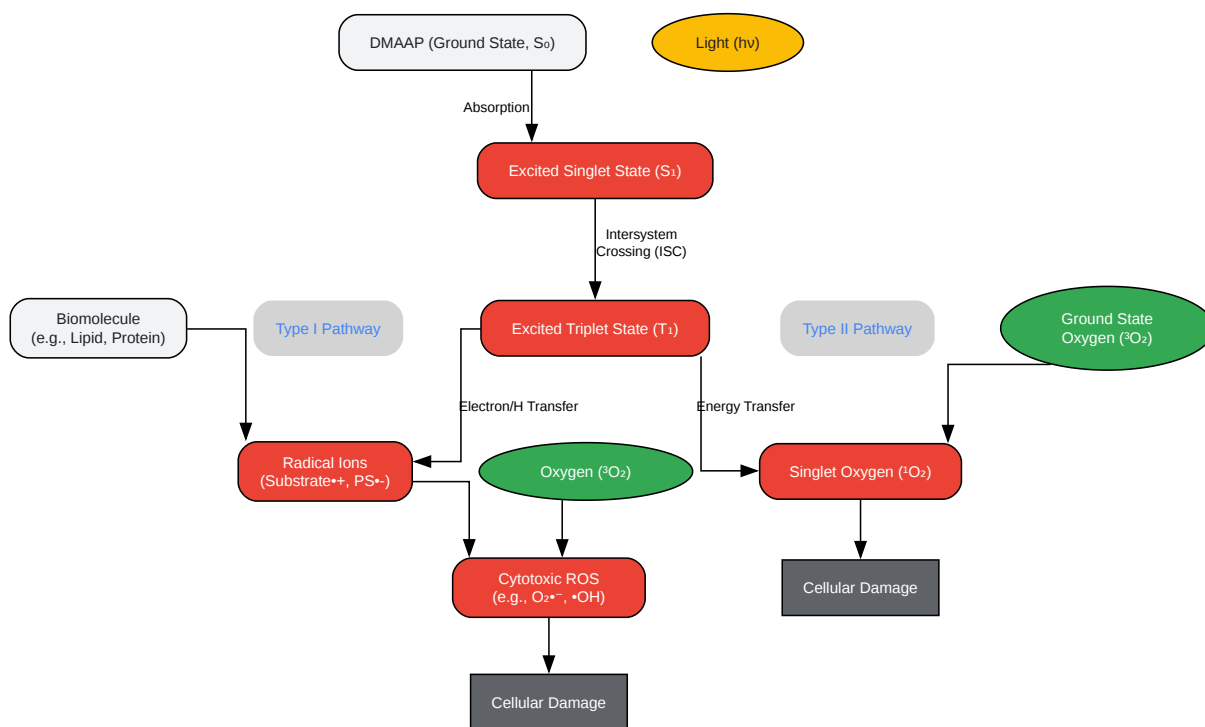 DMAAP (Ground State, S₀)
Light (hν)
Absorption
Excited Singlet State (S₁)
Intersystem
Crossing (ISC)
Biomolecule
(e.g., Lipid, Protein)
Type I Pathway
Excited Triplet State (T₁)
Type II Pathway
Ground State
Oxygen (³O₂)
Electron/H Transfer
Energy Transfer
Radical Ions
(Substrate•+, PS•-)
Oxygen (³O₂)
Singlet Oxygen (¹O₂)
Cytotoxic ROS
(e.g., O₂•⁻, •OH)
Cellular Damage
Cellular Damage